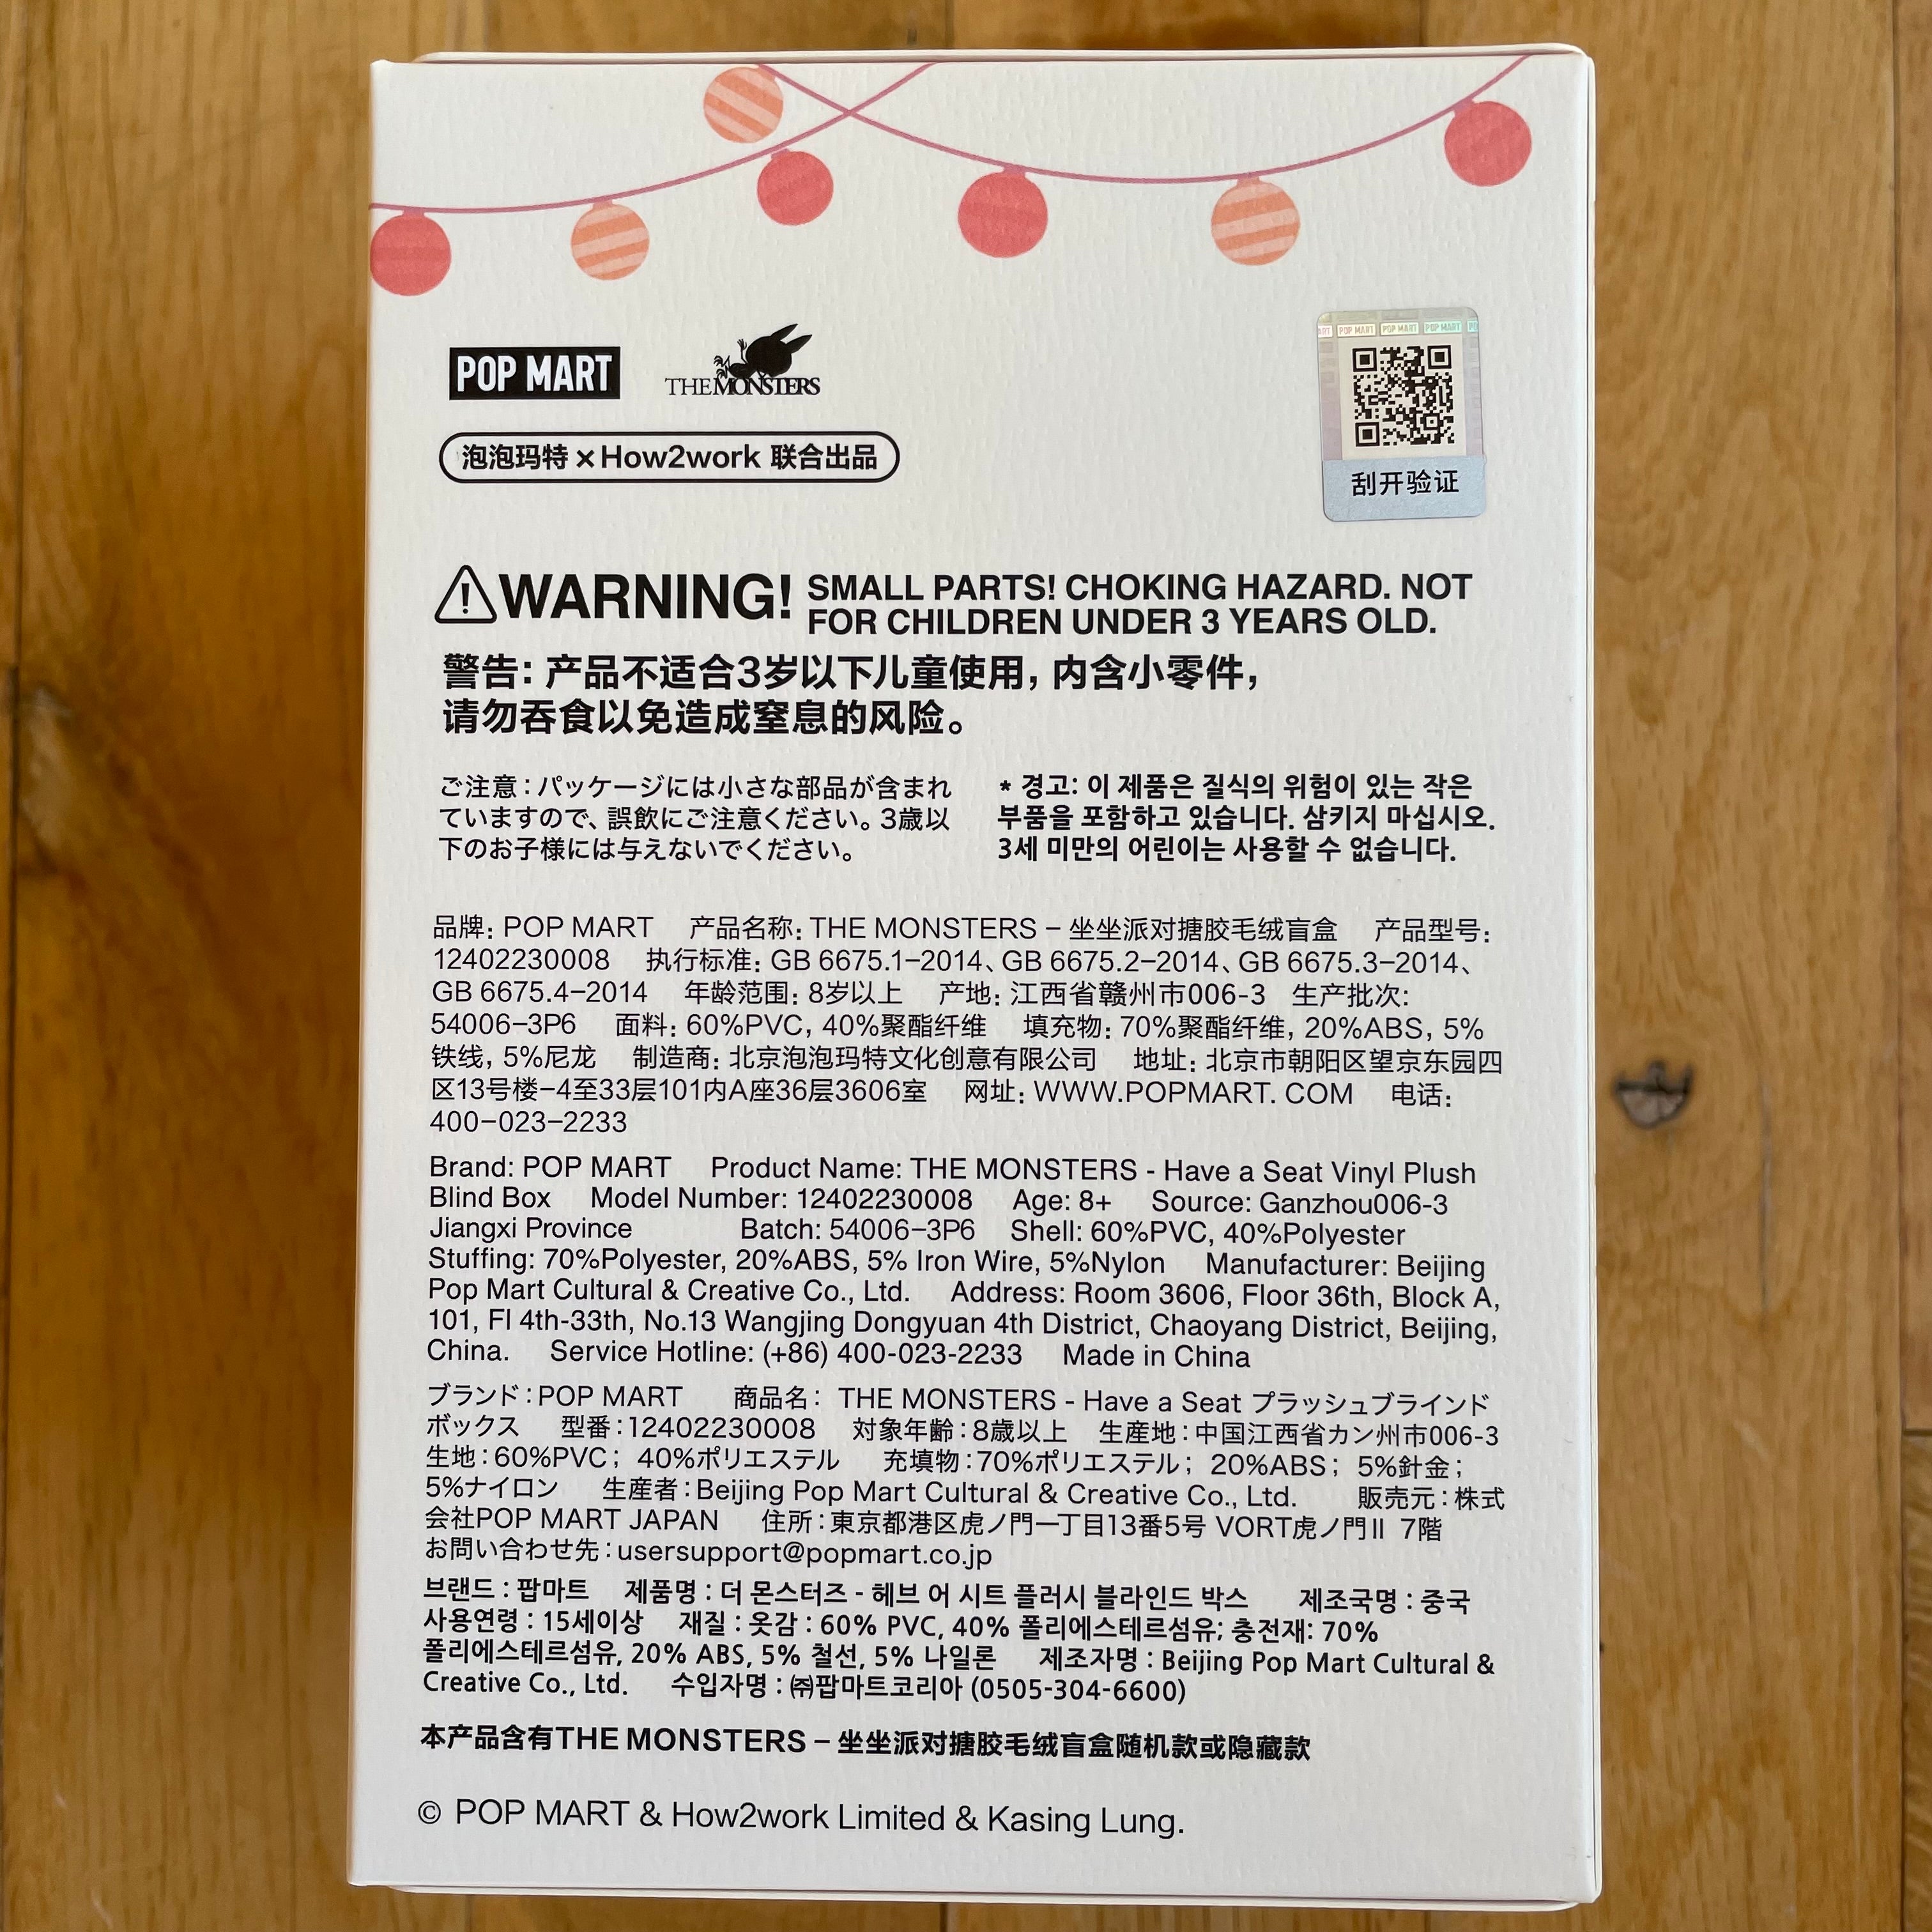 POP MART
THE MONSTERS
泡泡玛特 × How2work 联合出品
POP MART POP MART POP MART
刮开验证
WARNING! SMALL PARTS! CHOKING HAZARD. NOT
FOR CHILDREN UNDER 3 YEARS OLD.
警告: 产品不适合3岁以下儿童使用, 内含小零件,
请勿吞食以免造成窒息的风险。
ご注意:パッケージには小さな部品が含まれ
ていますので、誤飲にご注意ください。3歳以
下のお子様には与えないでください。
* 경고: 이 제품은 질식의 위험이 있는 작은
부품을 포함하고 있습니다. 삼키지 마십시오.
3세 미만의 어린이는 사용할 수 없습니다.
品牌: POP MART 产品名称: THE MONSTERS – 坐坐派对搪胶毛绒盲盒 产品型号:
12402230008 执行标准: GB 6675.1–2014、GB 6675.2–2014、GB 6675.3–2014、
GB 6675.4–2014 年龄范围: 8岁以上 产地: 江西省赣州市006-3 生产批次:
54006–3P6 面料: 60%PVC, 40%聚酯纤维 填充物: 70%聚酯纤维, 20%ABS, 5%
铁线, 5%尼龙 制造商: 北京泡泡玛特文化创意有限公司 地址: 北京市朝阳区望京东园四
区13号楼–4至33层101内A座36层3606室 网址: WWW.POPMART. COM 电话:
400–023–2233
Brand: POP MART Product Name: THE MONSTERS - Have a Seat Vinyl Plush
Blind Box Model Number: 12402230008 Age: 8+ Source: Ganzhou006-3
Jiangxi Province Batch: 54006–3P6 Shell: 60%PVC, 40%Polyester
Stuffing: 70%Polyester, 20%ABS, 5% Iron Wire, 5%Nylon Manufacturer: Beijing
Pop Mart Cultural & Creative Co., Ltd. Address: Room 3606, Floor 36th, Block A,
101, Fl 4th-33th, No.13 Wangjing Dongyuan 4th District, Chaoyang District, Beijing,
China. Service Hotline: (+86) 400-023-2233 Made in China
ブランド:POP MART 商品名: THE MONSTERS - Have a Seat プラッシュブラインド
ボックス 型番:12402230008 対象年齢:8歳以上 生産地:中国江西省カン州市006-3
生地:60%PVC; 40%ポリエステル 充填物:70%ポリエステル; 20%ABS; 5%針金;
5%ナイロン 生産者:Beijing Pop Mart Cultural & Creative Co., Ltd. 販売元:株式
会社POP MART JAPAN 住所:東京都港区虎ノ門一丁目13番5号 VORT虎ノ門Ⅱ 7階
お問い合わせ先:usersupport@popmart.co.jp
브랜드 : 팝마트 제품명 : 더 몬스터즈 - 헤브 어 시트 플러시 블라인드 박스 제조국명 : 중국
사용연령 : 15세이상 재질 : 옷감 : 60% PVC, 40% 폴리에스테르섬유; 충전재: 70%
폴리에스테르섬유, 20% ABS, 5% 철선, 5% 나일론 제조자명 : Beijing Pop Mart Cultural &
Creative Co., Ltd. 수입자명 : ㈜팝마트코리아 (0505-304-6600)
本产品含有THE MONSTERS – 坐坐派对搪胶毛绒盲盒随机款或隐藏款
© POP MART & How2work Limited & Kasing Lung.